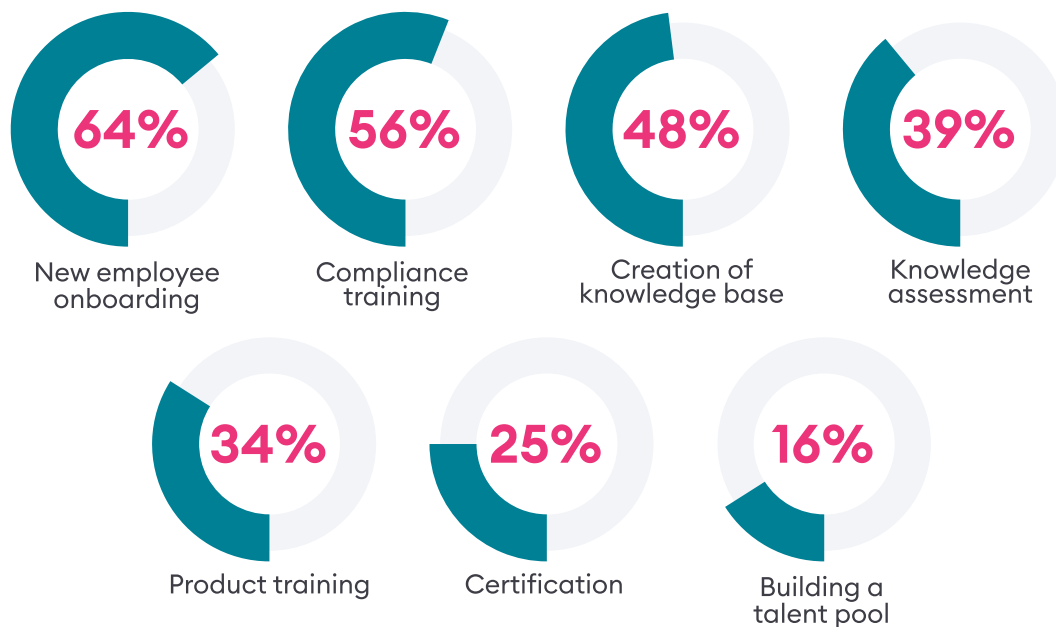 64%
56%
48%
39%
New employee
onboarding
Compliance
training
Creation of
knowledge base
Knowledge
assessment
34%
25%
16%
Product training
Certification
Building a
talent pool